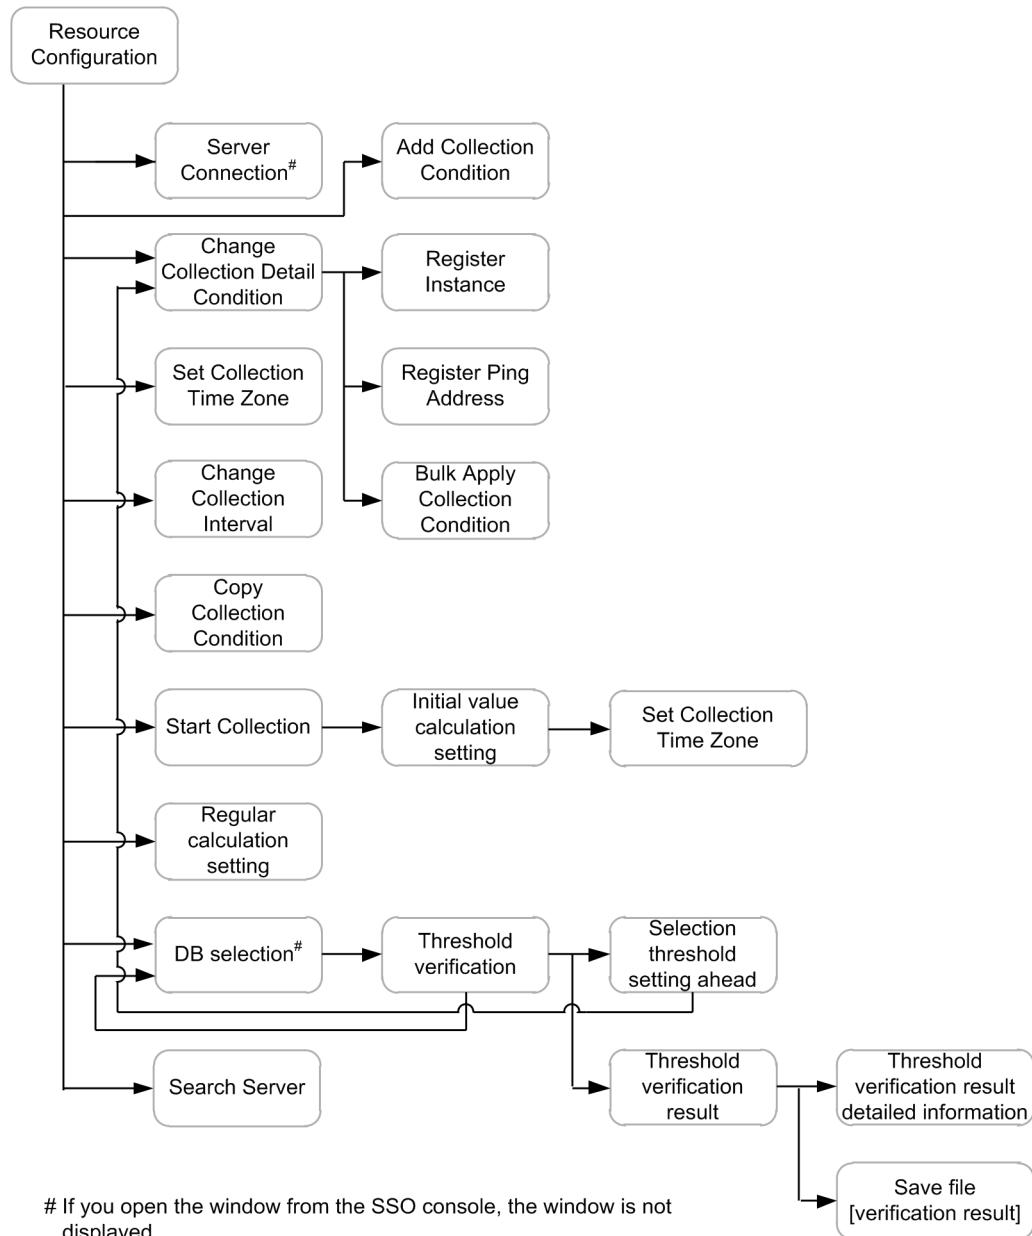 Resource
Configuration
Server
Connection#
Add Collection
Condition
Change
Collection Detail
Condition
Register
Instance
Set Collection
Time Zone
Register Ping
Address
Change
Collection
Interval
Bulk Apply
Collection
Condition
Copy
Collection
Condition
Start Collection
Initial value
calculation
setting
Set Collection
Time Zone
Regular
calculation
setting
DB selection#
Threshold
verification
Selection
threshold
setting ahead
Search Server
Threshold
verification
result
Threshold
verification result
detailed information
Save file
[verification result]
# If you open the window from the SSO console, the window is not
displayed